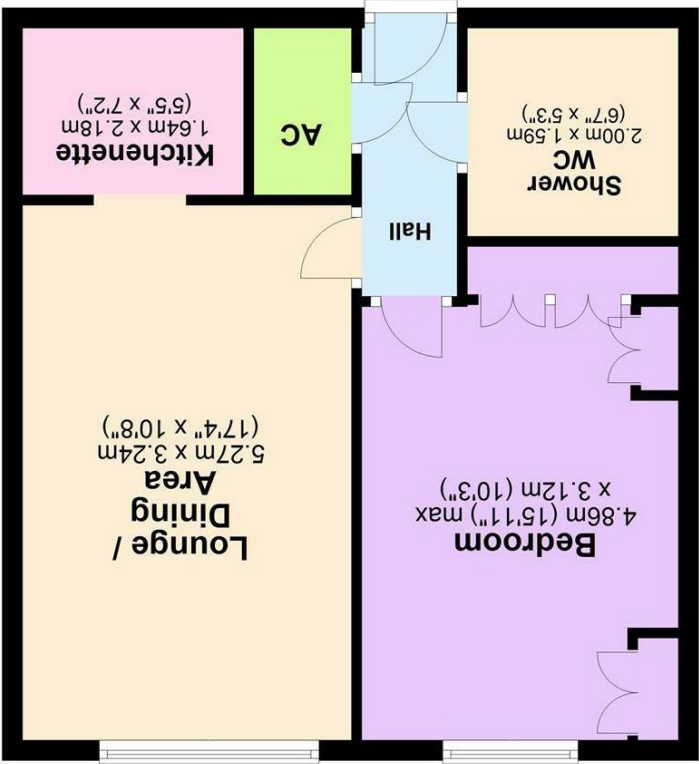 Bedroom
4.86m (15'11") max
x 3.12m (10'3")
Lounge /
Dining
Area
5.27m x 3.24m
(17'4" x 10'8")
Hall
Shower
WC
2.00m x 1.59m
(6'7" x 5'3")
AC
Kitchenette
1.64m x 2.18m
(5'5" x 7'2")